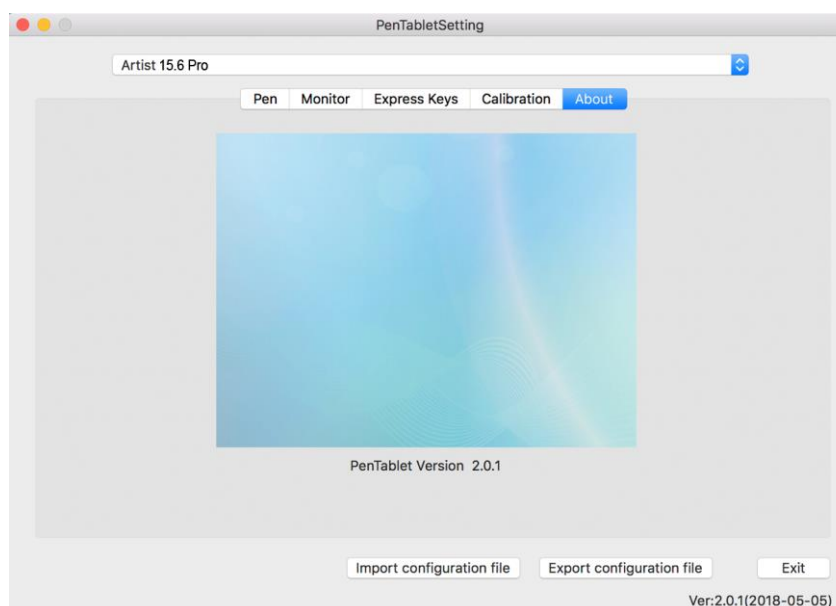 PenTabletSetting
Artist 15.6 Pro
Pen Monitor Express Keys Calibration About
PenTablet Version 2.0.1
Import configuration file Export configuration file Exit
Ver:2.0.1(2018-05-05)